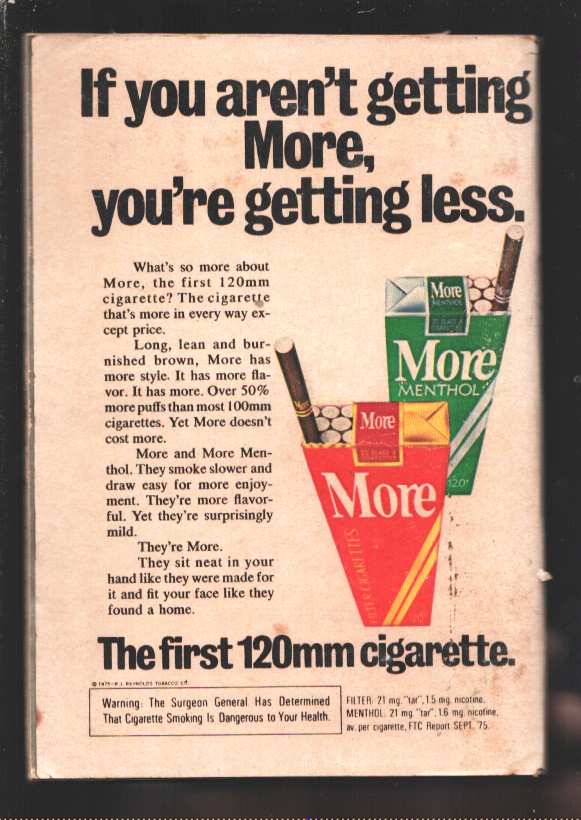 If you aren't getting
More,
you're getting less.
What's so more about
More, the first 120mm
cigarette? The cigarette
that's more in every way ex-
cept price.
Long, lean and bur-
nished brown, More has
more style. It has more fla-
vor. It has more. Over 50%
more puffs than most 100mm
cigarettes. Yet More doesn't
cost more.
More and More Men-
thol. They smoke slower and
draw easy for more enjoy-
ment. They're more flavor-
ful. Yet they're surprisingly
mild.
They're More.
They sit neat in your
hand like they were made for
it and fit your face like they
found a home.
More
MENTHOL
More
MENTHOL
120s
More
More
FILTER CIGARETTES
120s
The first 120mm cigarette.
© 1975-R.J. REYNOLDS TOBACCO CO.
Warning: The Surgeon General Has Determined
That Cigarette Smoking Is Dangerous to Your Health.
FILTER: 21 mg. "tar", 1.5 mg. nicotine,
MENTHOL: 21 mg. "tar", 1.6 mg. nicotine,
av. per cigarette, FTC Report SEPT. '75.